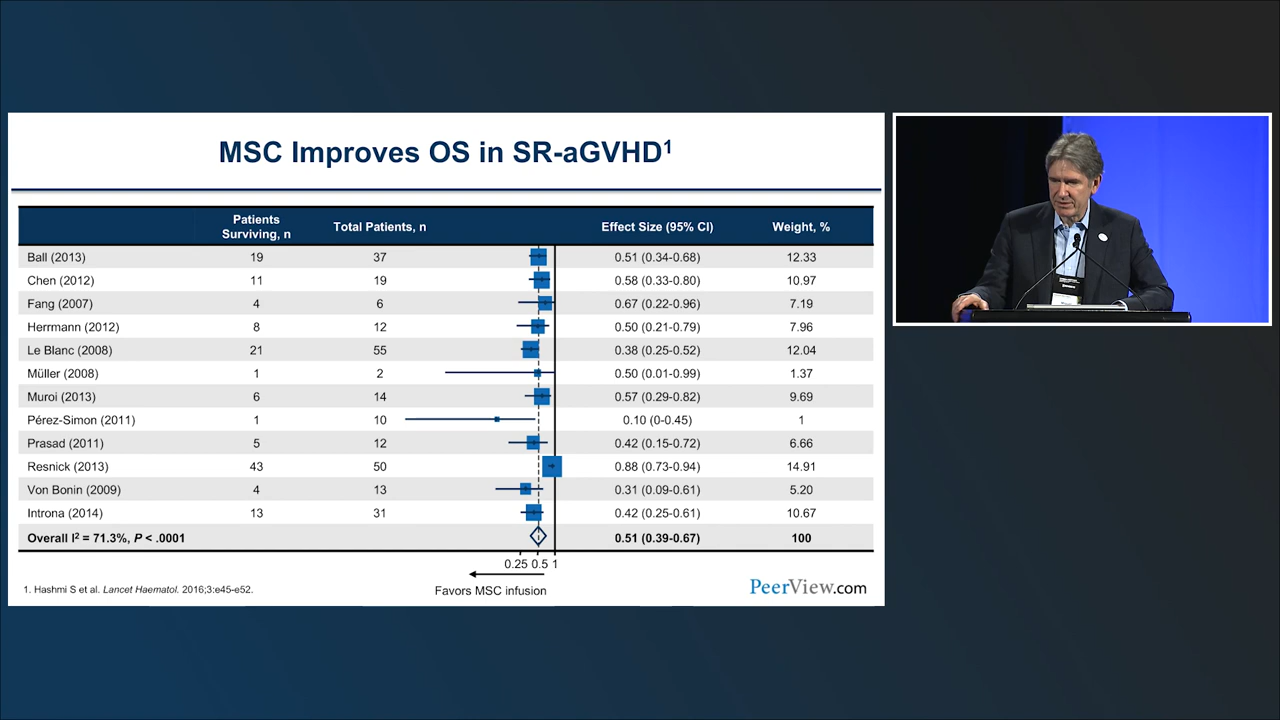 MSC Improves OS in SR-aGVHD1
Patients Surviving, n Total Patients, n Effect Size (95% CI) Weight, %
Ball (2013) 19 37 0.51 (0.34-0.68) 12.33
Chen (2012) 11 19 0.58 (0.33-0.80) 10.97
Fang (2007) 4 6 0.67 (0.22-0.96) 7.19
Herrmann (2012) 8 12 0.50 (0.21-0.79) 7.96
Le Blanc (2008) 21 55 0.38 (0.25-0.52) 12.04
Müller (2008) 1 2 0.50 (0.01-0.99) 1.37
Muroi (2013) 6 14 0.57 (0.29-0.82) 9.69
Pérez-Simon (2011) 1 10 0.10 (0-0.45) 1
Prasad (2011) 5 12 0.42 (0.15-0.72) 6.66
Resnick (2013) 43 50 0.88 (0.73-0.94) 14.91
Von Bonin (2009) 4 13 0.31 (0.09-0.61) 5.20
Introna (2014) 13 31 0.42 (0.25-0.61) 10.67
Overall I² = 71.3%, P < .0001 0.51 (0.39-0.67) 100
0.25 0.5 1
Favors MSC infusion
1. Hashmi S et al. Lancet Haematol. 2016;3:e45-e52.
PeerView.com